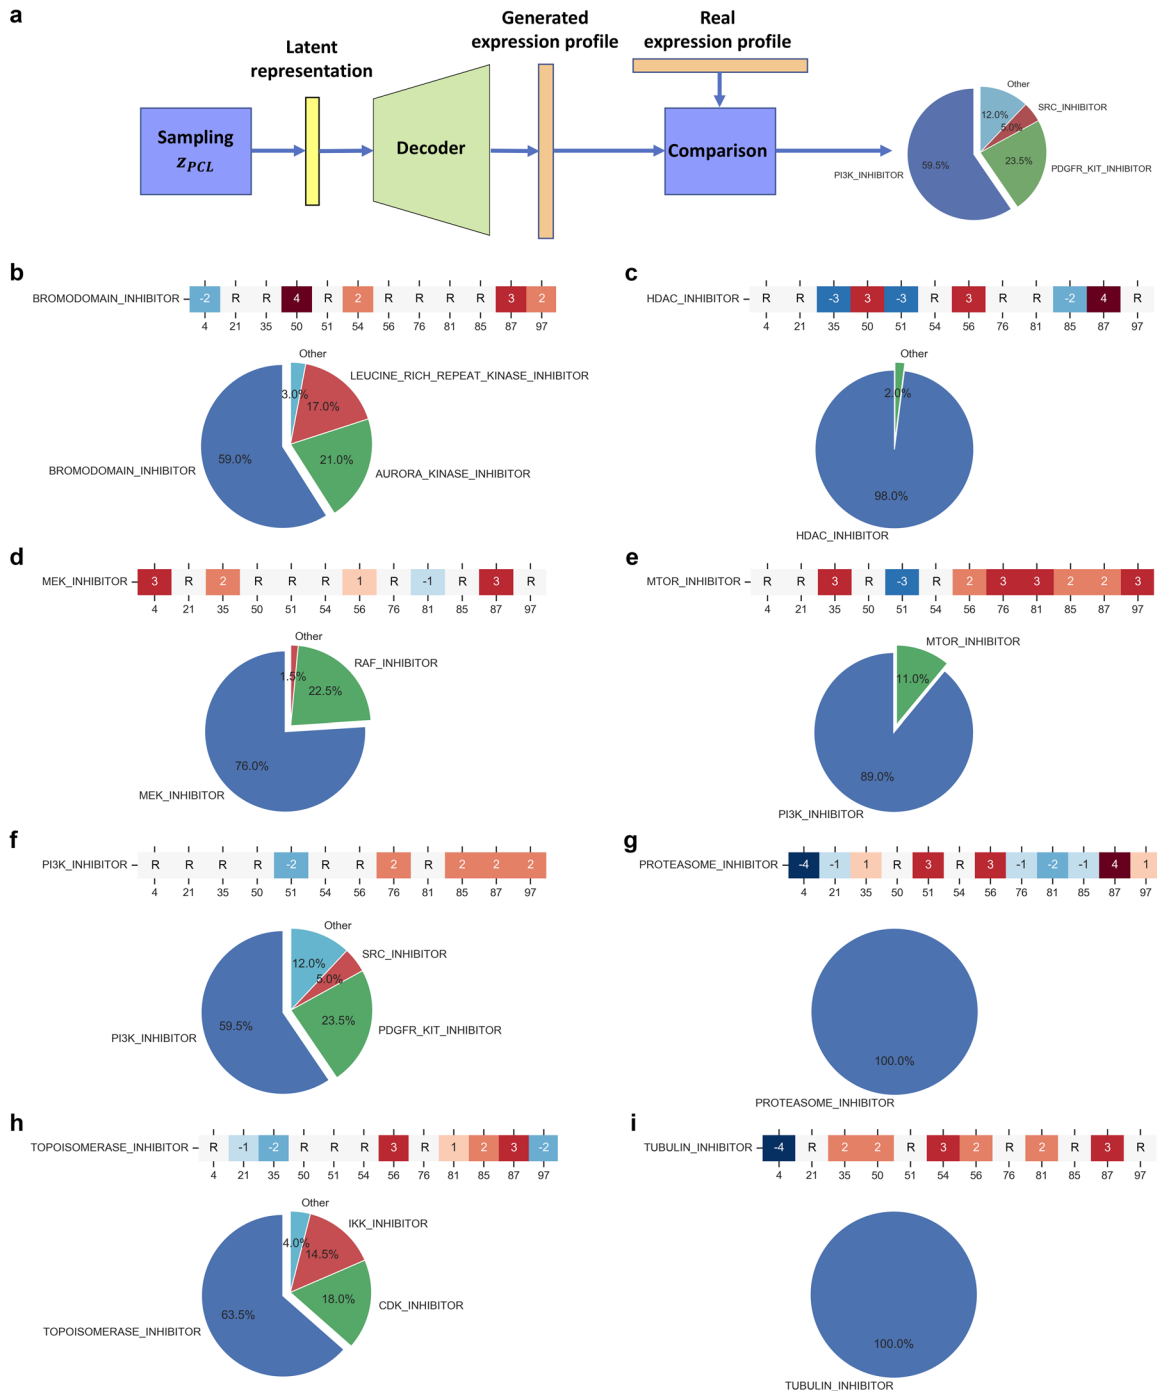 a
Generated
expression profile
Real
expression profile
Latent
representation
Sampling
z_PCL
Decoder
Comparison
Other
12.0%
SRC_INHIBITOR
5.0%
59.5%
23.5%
PDGFR_KIT_INHIBITOR
PI3K_INHIBITOR
b
BROMODOMAIN_INHIBITOR -2 R R 4 R 2 R R R R 3 2
4 21 35 50 51 54 56 76 81 85 87 97
Other
LEUCINE_RICH_REPEAT_KINASE_INHIBITOR
3.0%
17.0%
59.0%
21.0%
BROMODOMAIN_INHIBITOR
AURORA_KINASE_INHIBITOR
c
HDAC_INHIBITOR R R -3 3 -3 R 3 R R -2 4 R
4 21 35 50 51 54 56 76 81 85 87 97
Other
2.0%
98.0%
HDAC_INHIBITOR
d
MEK_INHIBITOR 3 R 2 R R R 1 R -1 R 3 R
4 21 35 50 51 54 56 76 81 85 87 97
Other
RAF_INHIBITOR
1.5%
22.5%
76.0%
MEK_INHIBITOR
e
MTOR_INHIBITOR R R 3 R -3 R 2 3 3 2 2 3
4 21 35 50 51 54 56 76 81 85 87 97
MTOR_INHIBITOR
11.0%
89.0%
PI3K_INHIBITOR
f
PI3K_INHIBITOR R R R R -2 R R 2 R 2 2 2
4 21 35 50 51 54 56 76 81 85 87 97
Other
SRC_INHIBITOR
12.0%
5.0%
59.5%
23.5%
PDGFR_KIT_INHIBITOR
PI3K_INHIBITOR
g
PROTEASOME_INHIBITOR -4 -1 1 R 3 R 3 -1 -2 -1 4 1
4 21 35 50 51 54 56 76 81 85 87 97
100.0%
PROTEASOME_INHIBITOR
h
TOPOISOMERASE_INHIBITOR R -1 -2 R R R 3 R 1 2 3 -2
4 21 35 50 51 54 56 76 81 85 87 97
Other
IKK_INHIBITOR
4.0%
14.5%
18.0%
CDK_INHIBITOR
63.5%
TOPOISOMERASE_INHIBITOR
i
TUBULIN_INHIBITOR -4 R 2 2 R 3 2 R 2 R 3 R
4 21 35 50 51 54 56 76 81 85 87 97
100.0%
TUBULIN_INHIBITOR